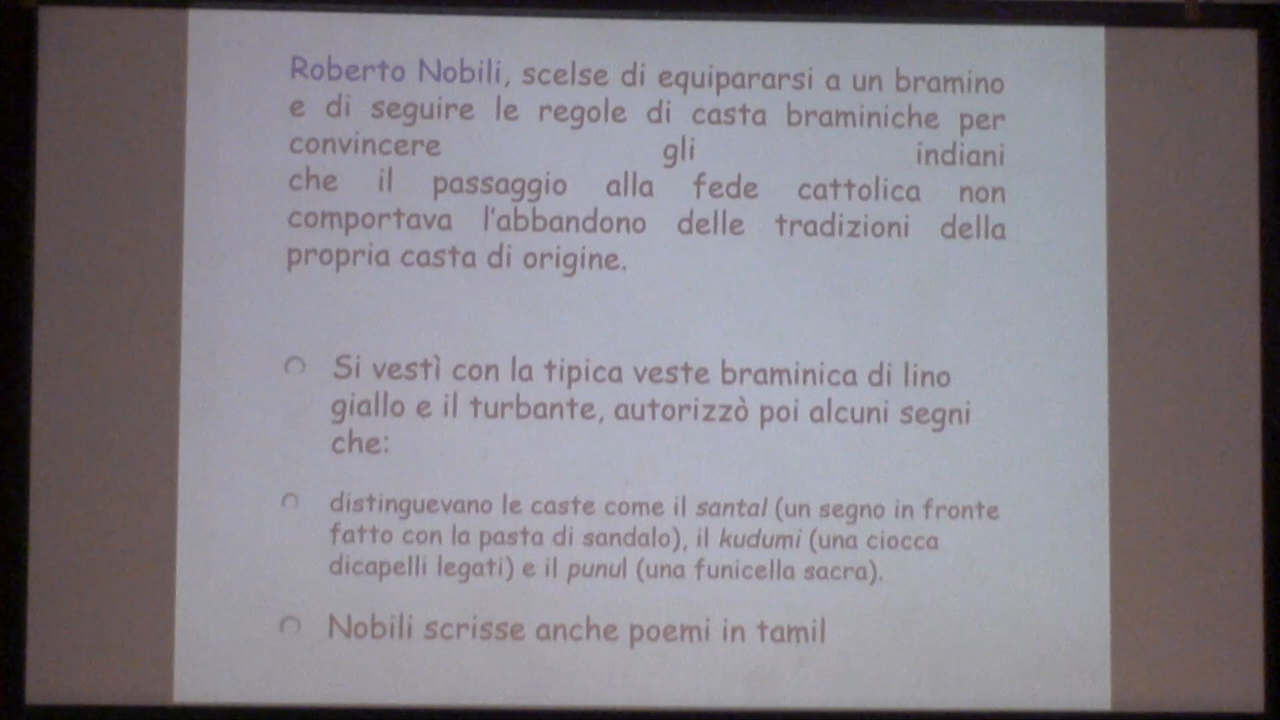 Roberto Nobili, scelse di equipararsi a un bramino
e di seguire le regole di casta braminiche per
convincere gli indiani
che il passaggio alla fede cattolica non
comportava l'abbandono delle tradizioni della
propria casta di origine.
Si vestì con la tipica veste braminica di lino
giallo e il turbante, autorizzò poi alcuni segni
che:
distinguevano le caste come il santal (un segno in fronte
fatto con la pasta di sandalo), il kudumi (una ciocca
dicapelli legati) e il punul (una funicella sacra).
Nobili scrisse anche poemi in tamil